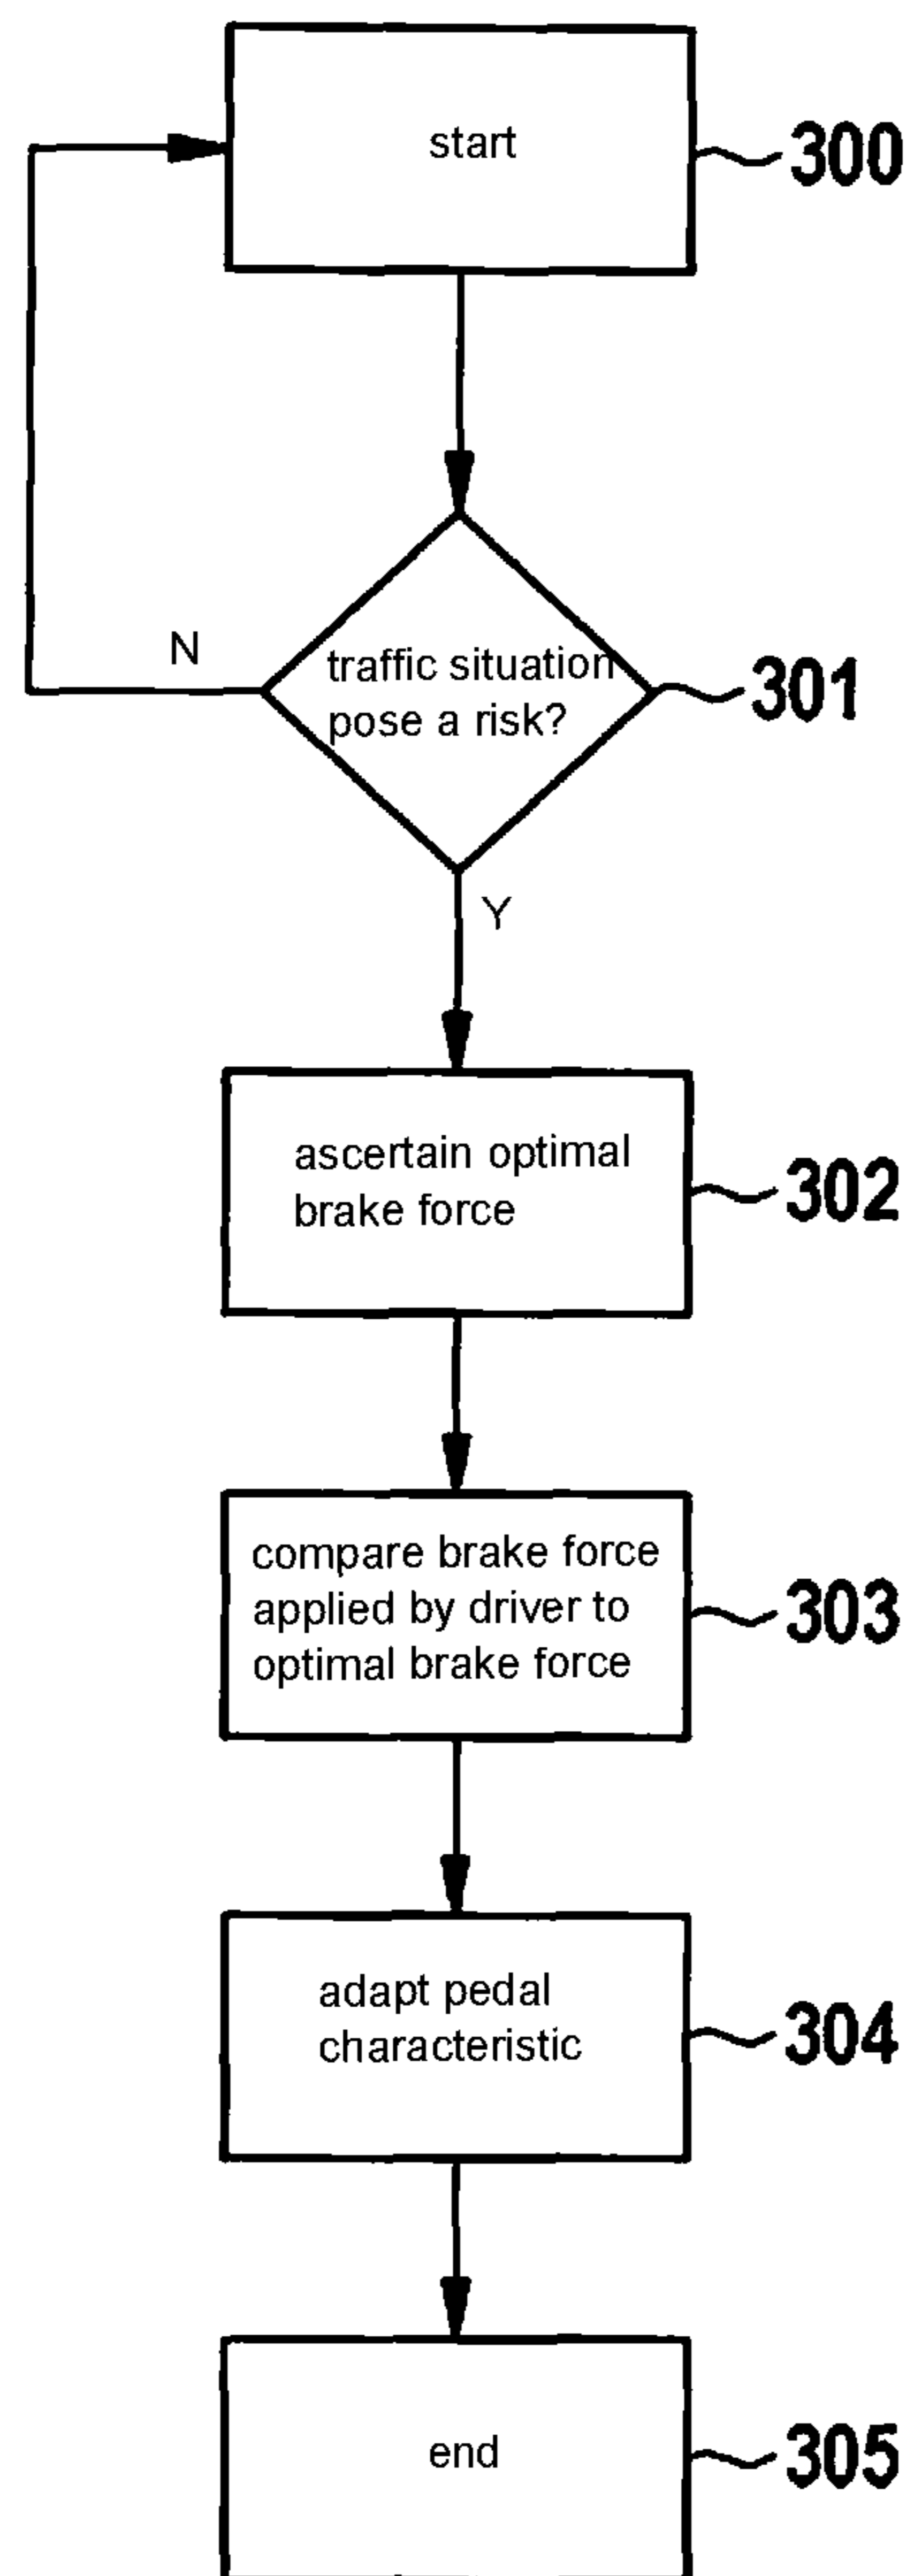 start
300
N
traffic situation
pose a risk?
301
Y
ascertain optimal
brake force
302
compare brake force
applied by driver to
optimal brake force
303
adapt pedal
characteristic
304
end
305